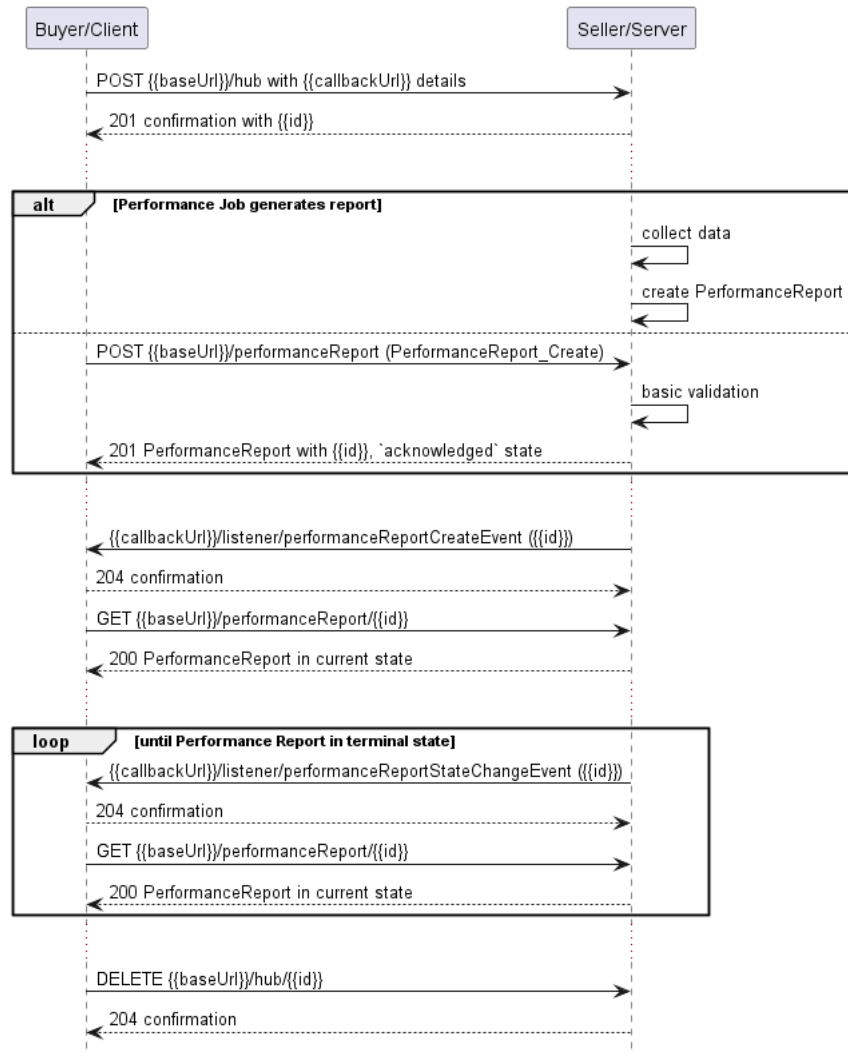 Buyer/Client
Seller/Server
POST {{baseUrl}}/hub with {{callbackUrl}} details
201 confirmation with {{id}}
alt
[Performance Job generates report]
collect data
create PerformanceReport
POST {{baseUrl}}/performanceReport (PerformanceReport_Create)
basic validation
201 PerformanceReport with {{id}}, `acknowledged` state
{{callbackUrl}}/listener/performanceReportCreateEvent ({{id}})
204 confirmation
GET {{baseUrl}}/performanceReport/{{id}}
200 PerformanceReport in current state
loop
[until Performance Report in terminal state]
{{callbackUrl}}/listener/performanceReportStateChangeEvent ({{id}})
204 confirmation
GET {{baseUrl}}/performanceReport/{{id}}
200 PerformanceReport in current state
DELETE {{baseUrl}}/hub/{{id}}
204 confirmation